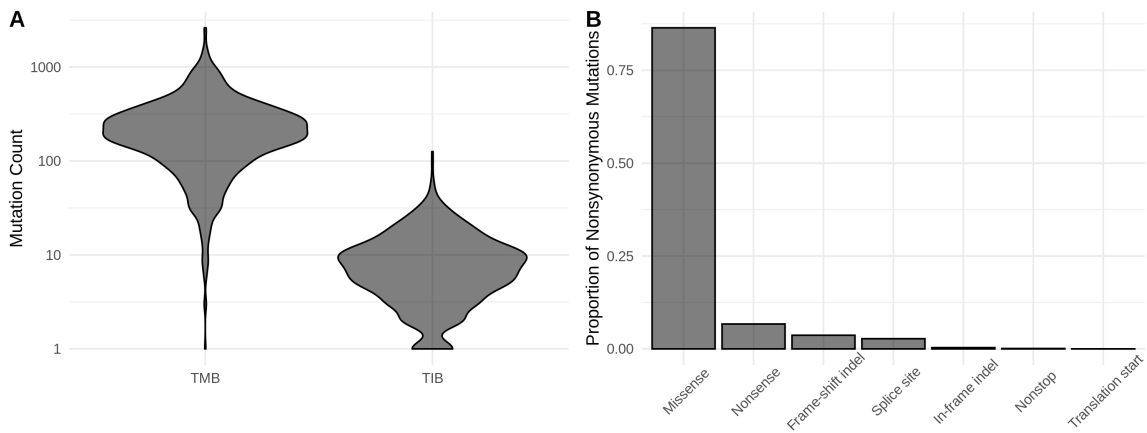 A
Mutation Count
1000
100
10
1
TMB
TIB
B
Proportion of Nonsynonymous Mutations
0.75
0.50
0.25
0.00
Missense
Nonsense
Frame-shift indel
Splice site
In-frame indel
Nonstop
Translation start